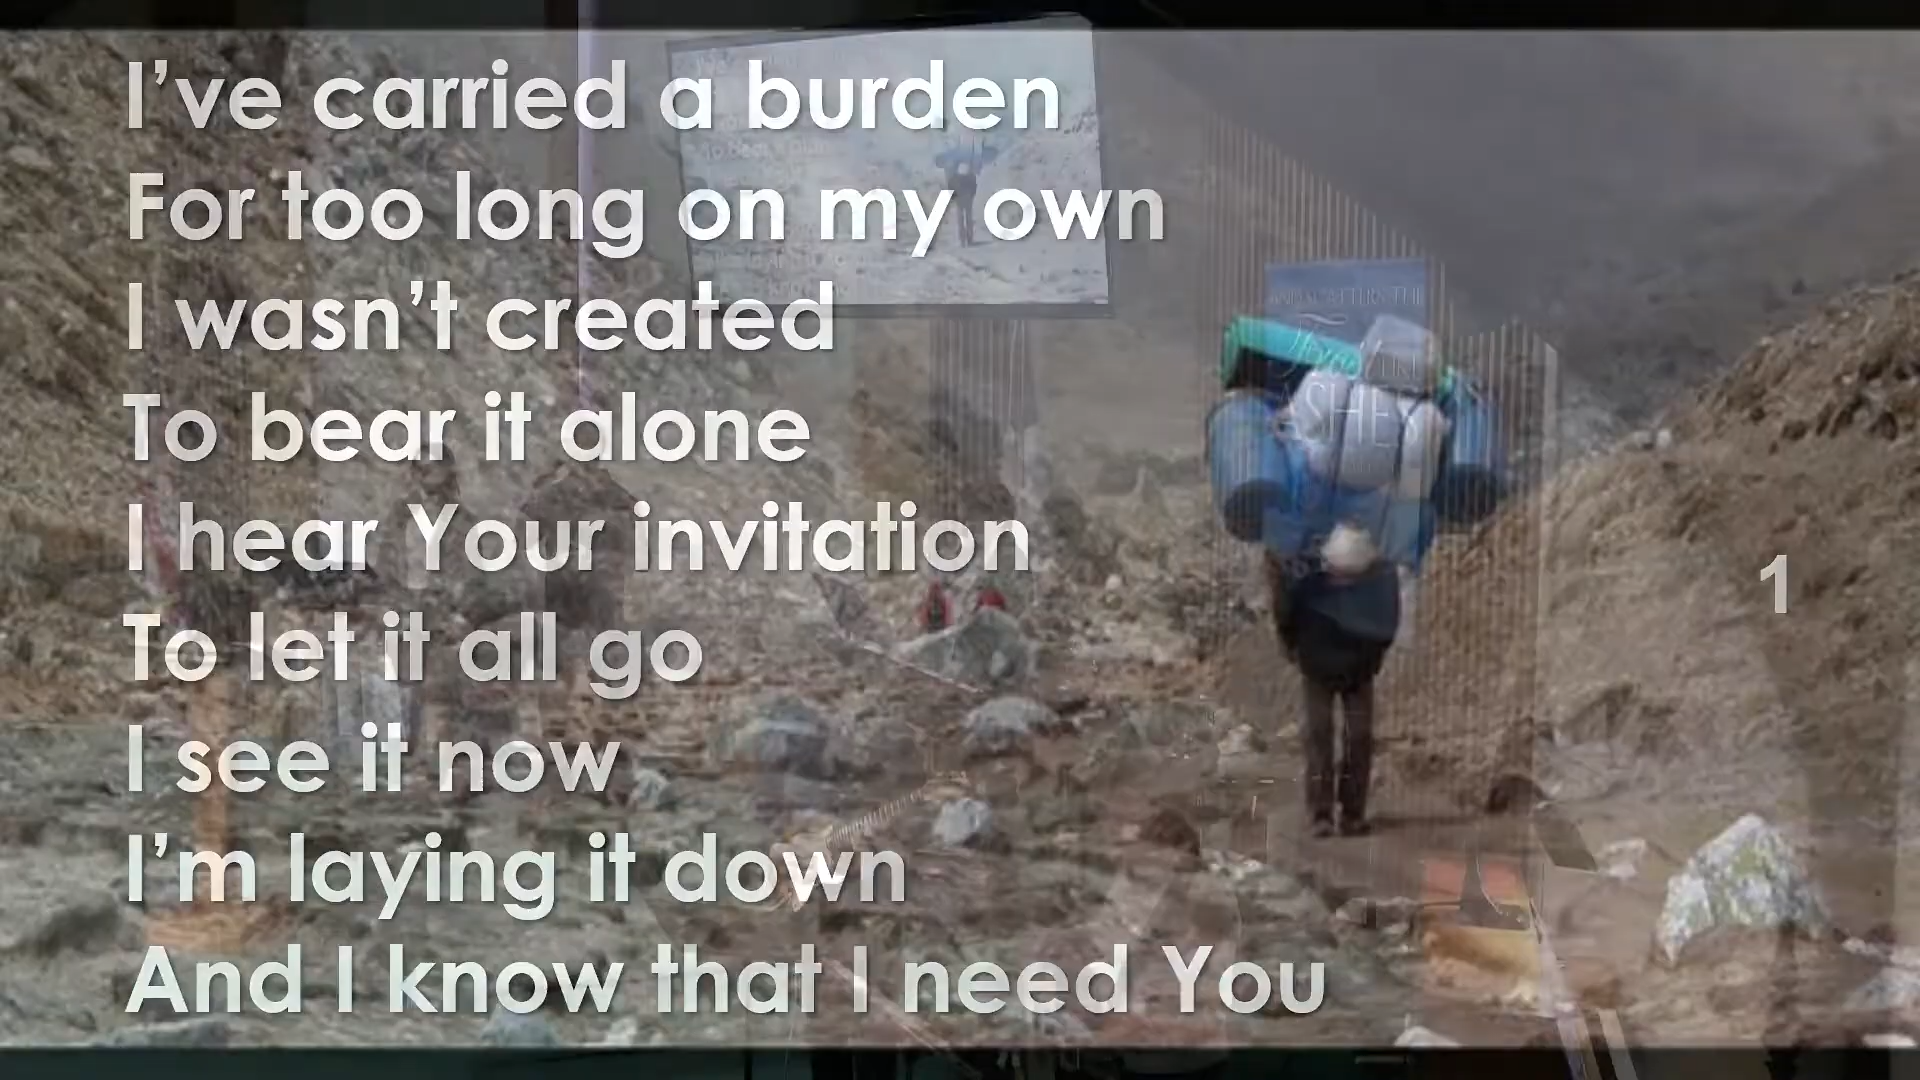 I've carried a burden
For too long on my own
I wasn't created
To bear it alone
I hear Your invitation
To let it all go
I see it now
I'm laying it down
And I know that I need You
1